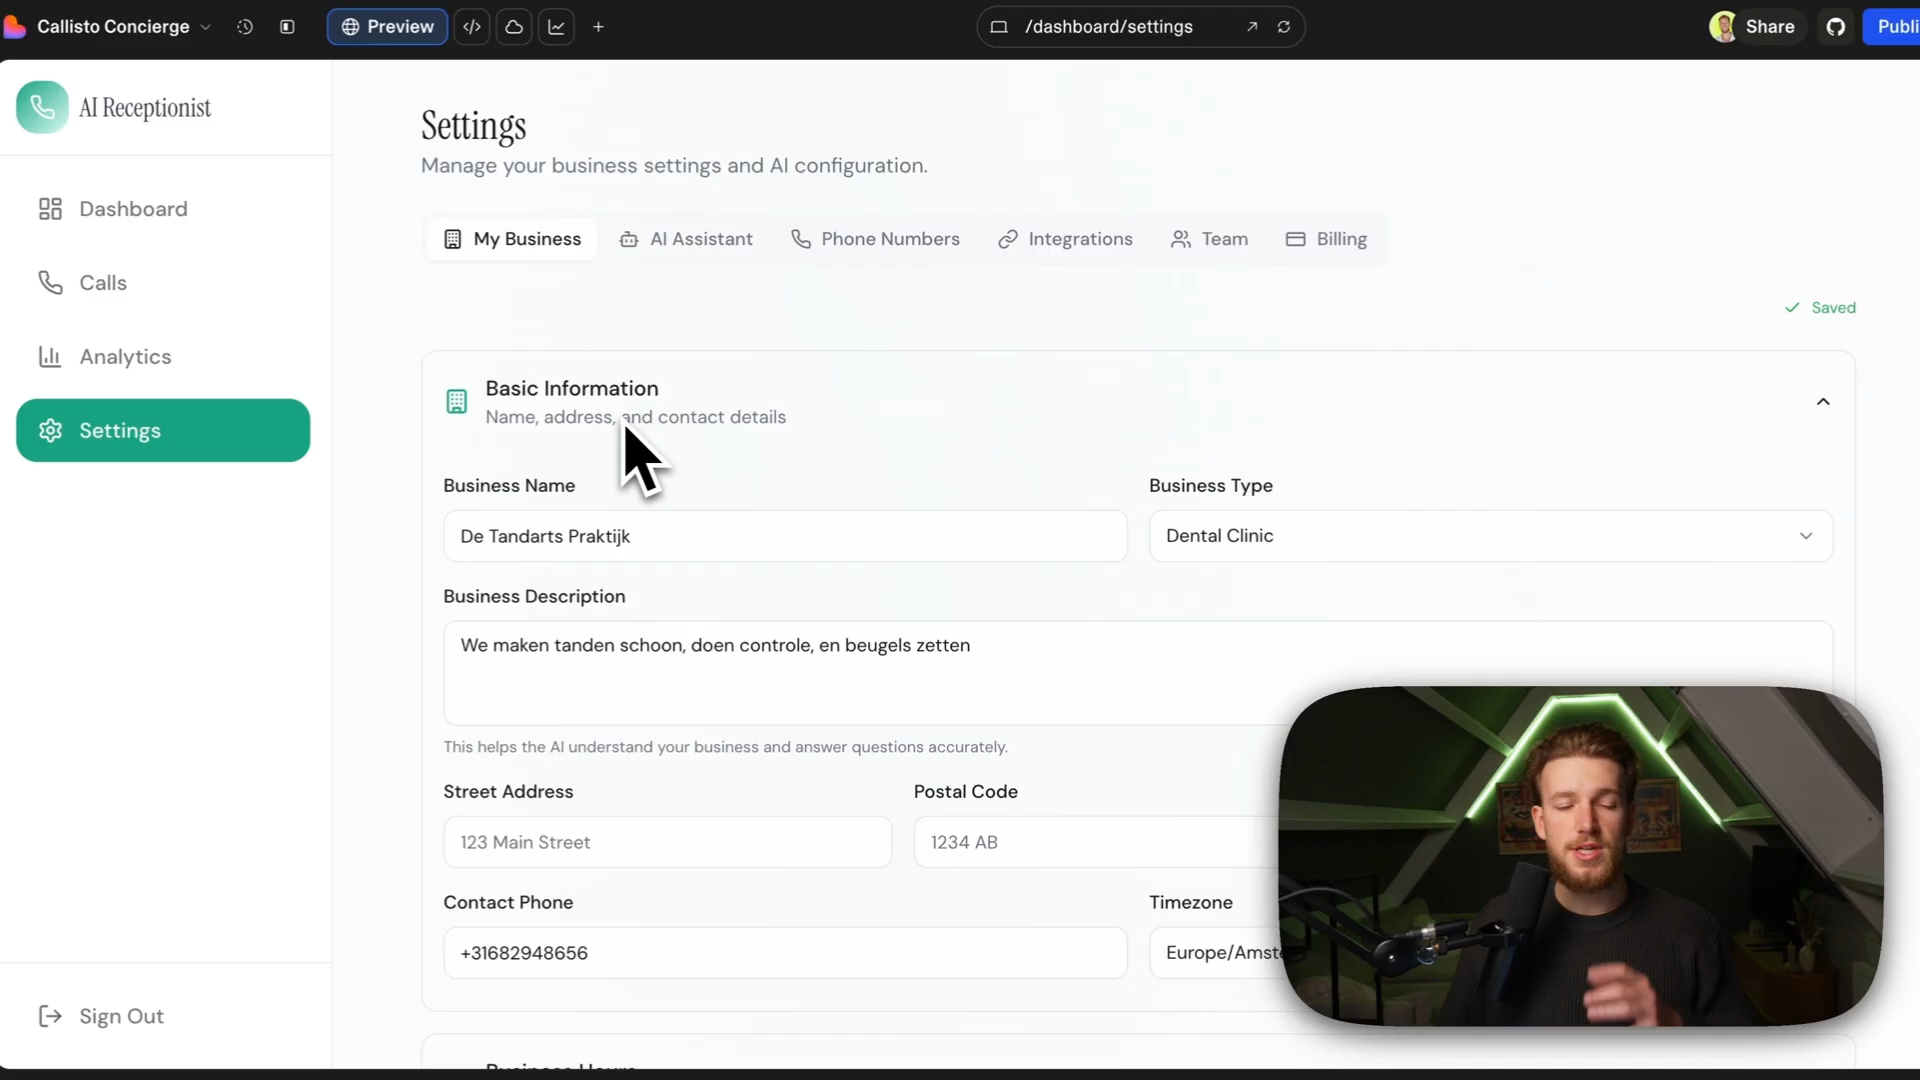 Callisto Concierge
Preview
/dashboard/settings
Share
Publi
AI Receptionist
Dashboard
Calls
Analytics
Settings
Sign Out
Settings
Manage your business settings and AI configuration.
My Business
AI Assistant
Phone Numbers
Integrations
Team
Billing
Saved
Basic Information
Name, address, and contact details
Business Name
Business Type
De Tandarts Praktijk
Dental Clinic
Business Description
We maken tanden schoon, doen controle, en beugels zetten
This helps the AI understand your business and answer questions accurately.
Street Address
Postal Code
123 Main Street
1234 AB
Contact Phone
Timezone
+31682948656
Europe/Amste
Business Hours